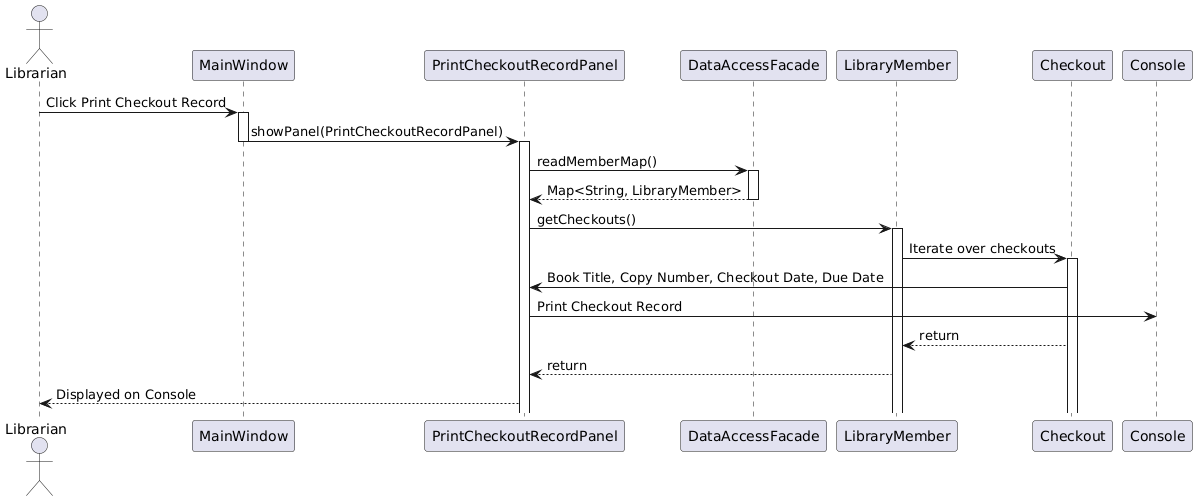 Librarian
MainWindow
PrintCheckoutRecordPanel
DataAccessFacade
LibraryMember
Checkout
Console
Click Print Checkout Record
showPanel(PrintCheckoutRecordPanel)
readMemberMap()
Map<String, LibraryMember>
getCheckouts()
Iterate over checkouts
Book Title, Copy Number, Checkout Date, Due Date
Print Checkout Record
return
return
Displayed on Console
Librarian
MainWindow
PrintCheckoutRecordPanel
DataAccessFacade
LibraryMember
Checkout
Console